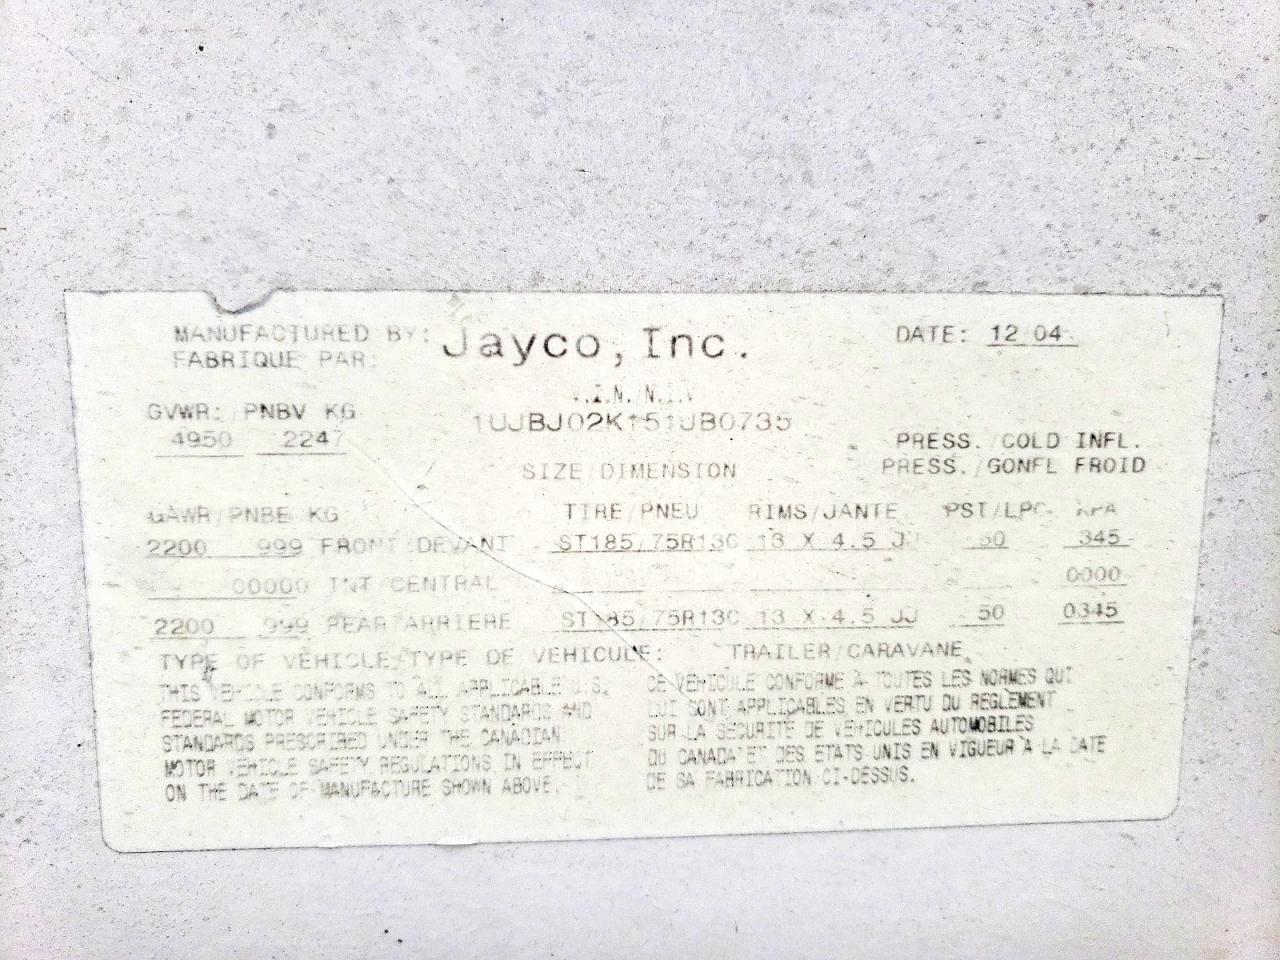 MANUFACTURED BY: Jayco, Inc. DATE: 12 04
FABRIQUE PAR:
V.I.N./N.I.V
GVWR: PNBV KG
1UJBJ02K151JB0735
4950 2247
PRESS. /COLD INFL.
SIZE/DIMENSION PRESS./GONFL FROID
GAWR/PNBE KG TIRE/PNEU RIMS/JANTE PSI/LPC KPA
2200 999 FRONT/DEVANT ST185/75R13C 13 X 4.5 JJ 50 345
00000 INT/CENTRAL 0000
2200 999 REAR/ARRIERE ST185/75R13C 13 X 4.5 JJ 50 0345
TYPE OF VEHICLE/TYPE DE VEHICULE: TRAILER/CARAVANE
THIS VEHICLE CONFORMS TO ALL APPLICABLE U.S.
FEDERAL MOTOR VEHICLE SAFETY STANDARDS AND
STANDARDS PRESCRIBED UNDER THE CANADIAN
MOTOR VEHICLE SAFETY REGULATIONS IN EFFECT
ON THE DATE OF MANUFACTURE SHOWN ABOVE.
CE VEHICULE CONFORME A TOUTES LES NORMES QUI
LUI SONT APPLICABLES EN VERTU DU REGLEMENT
SUR LA SECURITE DE VEHICULES AUTOMOBILES
DU CANADA ET DES ETATS-UNIS EN VIGUEUR A LA DATE
DE SA FABRICATION CI-DESSUS.